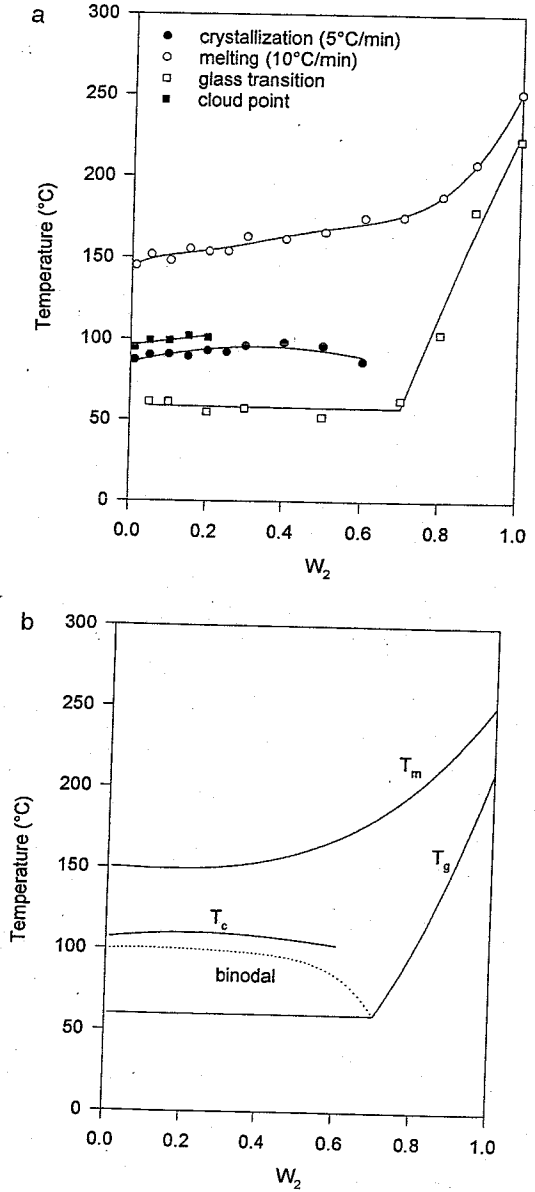 a
300
250
200
150
100
50
0
Temperature (°C)
crystallization (5°C/min)
melting (10°C/min)
glass transition
cloud point
0.0 0.2 0.4 0.6 0.8 1.0
W2
b
300
250
200
150
100
50
0
Temperature (°C)
Tm
Tg
Tc
binodal
0.0 0.2 0.4 0.6 0.8 1.0
W2